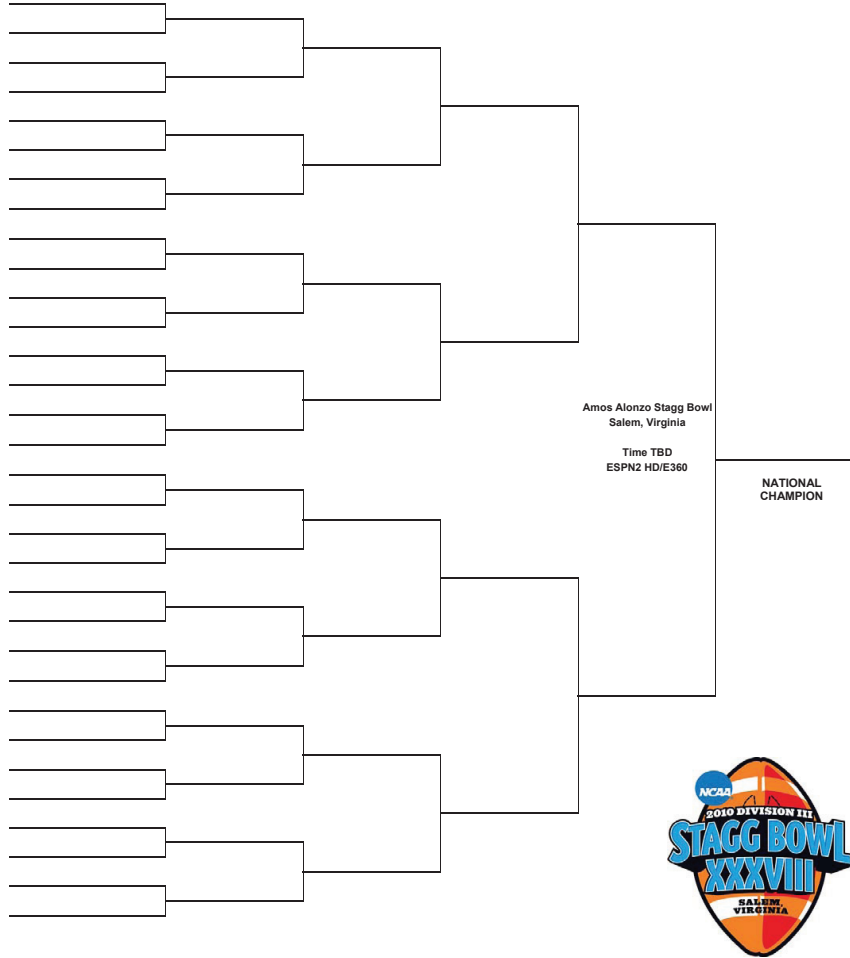 Amos Alonzo Stagg Bowl
Salem, Virginia
Time TBD
ESPN2 HD/E360
NATIONAL
CHAMPION
NCAA
2010 DIVISION III
STAGG BOWL
XXXVIII
SALEM,
VIRGINIA